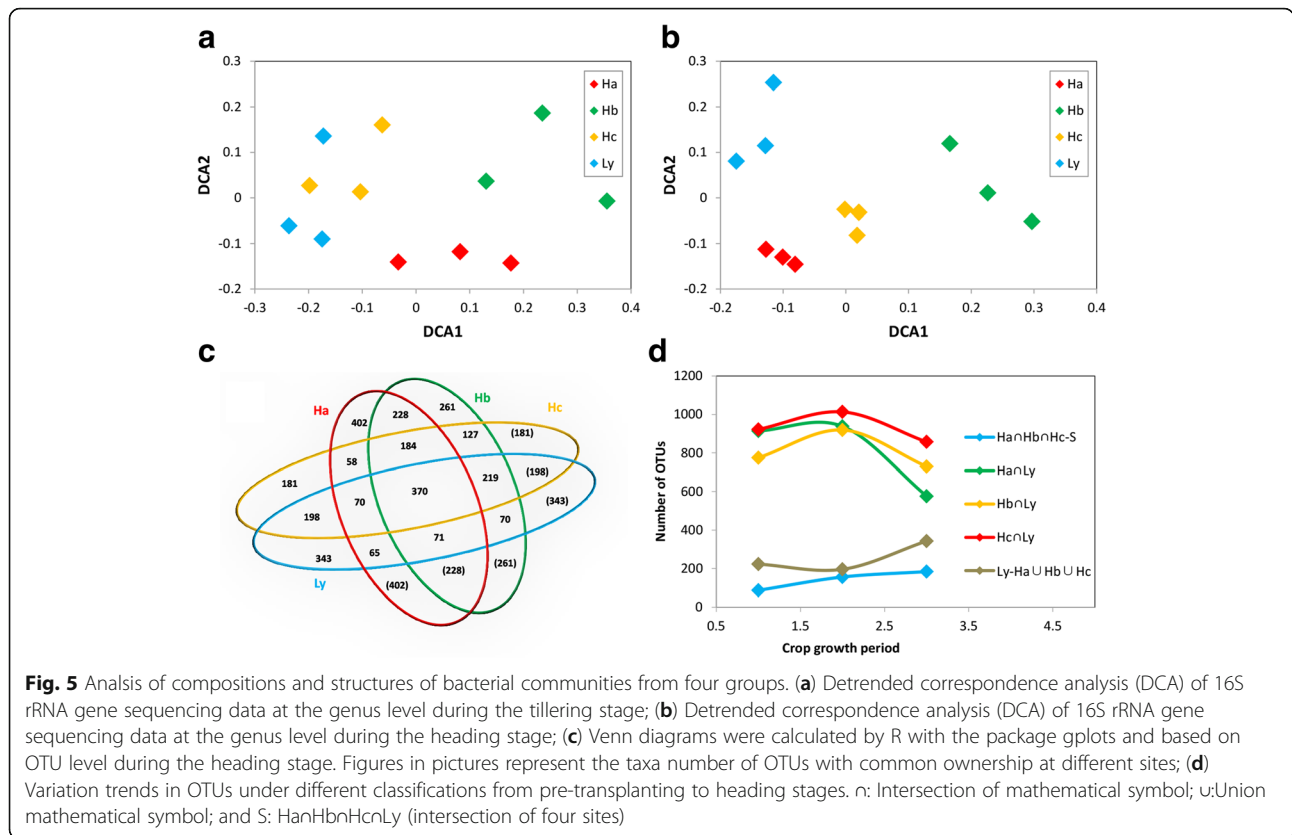 a
0.3
0.2
0.1
0
-0.1
-0.2
DCA2
-0.3
-0.2
-0.1
0
0.1
0.2
0.3
0.4
DCA1
Ha
Hb
Hc
Ly
b
0.3
0.2
0.1
0
-0.1
-0.2
DCA2
-0.2
-0.1
0
0.1
0.2
0.3
0.4
DCA1
Ha
Hb
Hc
Ly
c
Ha
Hb
Hc
Ly
402
228
261
127
(181)
184
58
219
(198)
181
370
(343)
70
198
70
71
343
65
(228)
(261)
(402)
d
1200
1000
800
600
400
200
0
Number of OTUs
0.5
1.5
2.5
3.5
4.5
Crop growth period
Ha∩Hb∩Hc-S
Ha∩Ly
Hb∩Ly
Hc∩Ly
Ly-Ha∪Hb∪Hc
Fig. 5 Analsis of compositions and structures of bacterial communities from four groups. (a) Detrended correspondence analysis (DCA) of 16S
rRNA gene sequencing data at the genus level during the tillering stage; (b) Detrended correspondence analysis (DCA) of 16S rRNA gene
sequencing data at the genus level during the heading stage; (c) Venn diagrams were calculated by R with the package gplots and based on
OTU level during the heading stage. Figures in pictures represent the taxa number of OTUs with common ownership at different sites; (d)
Variation trends in OTUs under different classifications from pre-transplanting to heading stages. ∩: Intersection of mathematical symbol; ∪:Union
mathematical symbol; and S: Ha∩Hb∩Hc∩Ly (intersection of four sites)